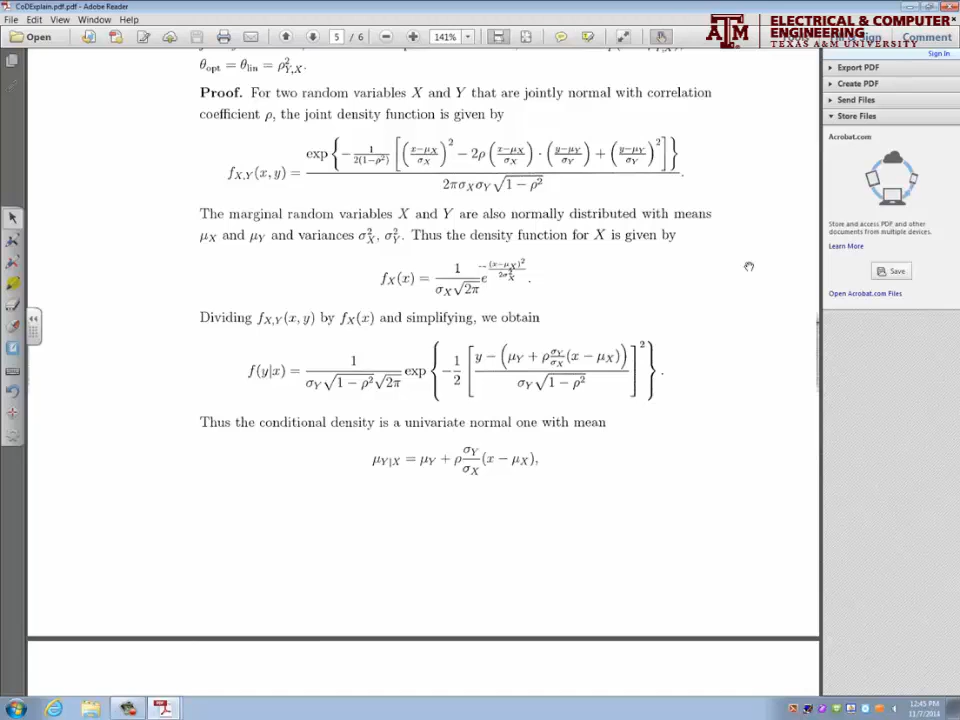 CoDExplain.pdf.pdf - Adobe Reader
File Edit View Window Help
Open 5 / 6 141% Comment
ELECTRICAL & COMPUTER
ENGINEERING
TEXAS A&M UNIVERSITY
Sign In
θ_opt = θ_lin = ρ²_{Y,X}.
Proof. For two random variables X and Y that are jointly normal with correlation
coefficient ρ, the joint density function is given by
f_{X,Y}(x, y) = exp{−1/(2(1−ρ²)) [((x−μ_X)/σ_X)² − 2ρ((x−μ_X)/σ_X) · ((y−μ_Y)/σ_Y) + ((y−μ_Y)/σ_Y)²]} / (2πσ_Xσ_Y√(1 − ρ²)).
The marginal random variables X and Y are also normally distributed with means
μ_X and μ_Y and variances σ²_X, σ²_Y. Thus the density function for X is given by
f_X(x) = 1/(σ_X√2π) e^{−(x−μ_X)²/(2σ²_X)}.
Dividing f_{X,Y}(x, y) by f_X(x) and simplifying, we obtain
f(y|x) = 1/(σ_Y√(1 − ρ²)√2π) exp{−1/2 [(y − (μ_Y + ρ(σ_Y/σ_X)(x − μ_X)))/(σ_Y√(1 − ρ²))]²}.
Thus the conditional density is a univariate normal one with mean
μ_{Y|X} = μ_Y + ρ(σ_Y/σ_X)(x − μ_X),
Export PDF
Create PDF
Send Files
Store Files
Acrobat.com
Store and access PDF and other
documents from multiple devices.
Learn More
Save
Open Acrobat.com Files
12:45 PM
11/7/2014